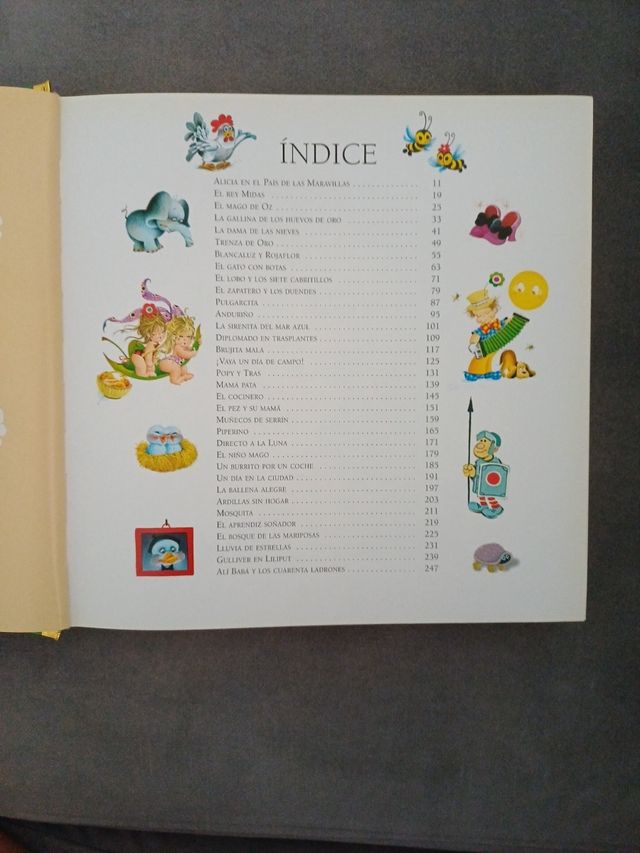 ÍNDICE
ALICIA EN EL PAÍS DE LAS MARAVILLAS . . . . . . . . . . . . . . 11
EL REY MIDAS . . . . . . . . . . . . . . 19
EL MAGO DE OZ . . . . . . . . . . . . . . 25
LA GALLINA DE LOS HUEVOS DE ORO . . . . . . . . . . . . . . 33
LA DAMA DE LAS NIEVES . . . . . . . . . . . . . . 41
TRENZA DE ORO . . . . . . . . . . . . . . 49
BLANCALUZ Y ROJAFLOR . . . . . . . . . . . . . . 55
EL GATO CON BOTAS . . . . . . . . . . . . . . 63
EL LOBO Y LOS SIETE CABRITILLOS . . . . . . . . . . . . . . 71
EL ZAPATERO Y LOS DUENDES . . . . . . . . . . . . . . 79
PULGARCITA . . . . . . . . . . . . . . 87
ANDUBIÑO . . . . . . . . . . . . . . 95
LA SIRENITA DEL MAR AZUL . . . . . . . . . . . . . . 101
DIPLOMADO EN TRASPLANTES . . . . . . . . . . . . . . 109
BRUJITA MALA . . . . . . . . . . . . . . 117
¡VAYA UN DÍA DE CAMPO! . . . . . . . . . . . . . . 125
POPY Y TRAS . . . . . . . . . . . . . . 131
MAMÁ PATA . . . . . . . . . . . . . . 139
EL COCINERO . . . . . . . . . . . . . . 145
EL PEZ Y SU MAMÁ . . . . . . . . . . . . . . 151
MUÑECOS DE SERRÍN . . . . . . . . . . . . . . 159
PIPERINO . . . . . . . . . . . . . . 165
DIRECTO A LA LUNA . . . . . . . . . . . . . . 171
EL NIÑO MAGO . . . . . . . . . . . . . . 179
UN BURRITO POR UN COCHE . . . . . . . . . . . . . . 185
UN DÍA EN LA CIUDAD . . . . . . . . . . . . . . 191
LA BALLENA ALEGRE . . . . . . . . . . . . . . 197
ARDILLAS SIN HOGAR . . . . . . . . . . . . . . 203
MOSQUITA . . . . . . . . . . . . . . 211
EL APRENDIZ SOÑADOR . . . . . . . . . . . . . . 219
EL BOSQUE DE LAS MARIPOSAS . . . . . . . . . . . . . . 225
LLUVIA DE ESTRELLAS . . . . . . . . . . . . . . 231
GULLIVER EN LILIPUT . . . . . . . . . . . . . . 239
ALÍ BABÁ Y LOS CUARENTA LADRONES . . . . . . . . . . . . . . 247